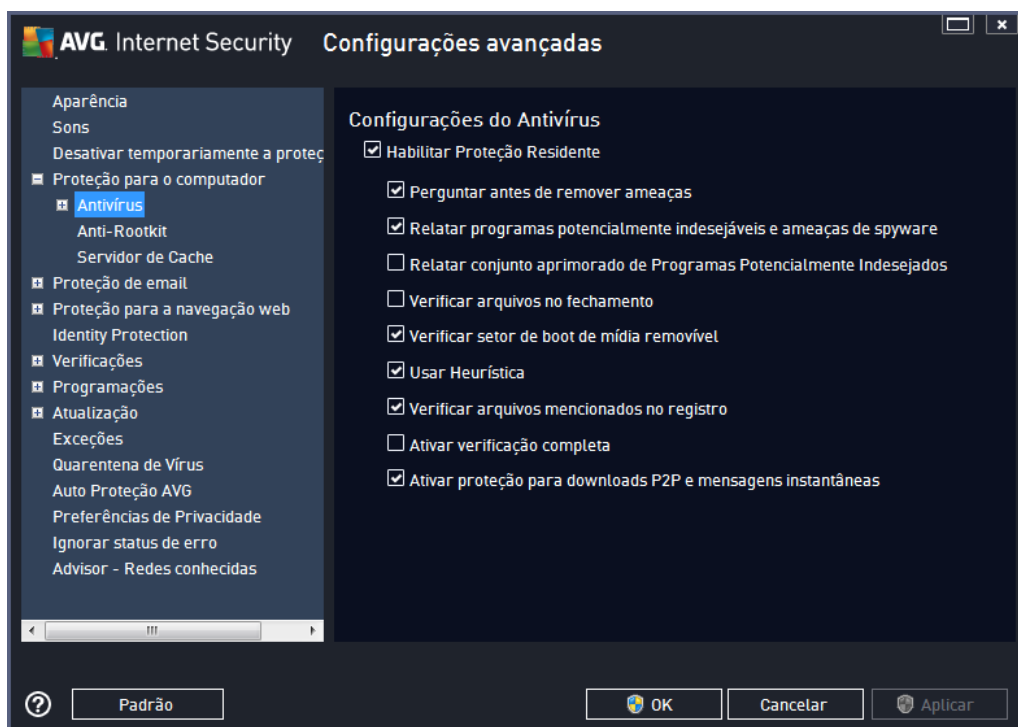 AVG. Internet Security Configurações avançadas
Aparência
Sons
Desativar temporariamente a proteç
Proteção para o computador
Antivírus
Anti-Rootkit
Servidor de Cache
Proteção de email
Proteção para a navegação web
Identity Protection
Verificações
Programações
Atualização
Exceções
Quarentena de Vírus
Auto Proteção AVG
Preferências de Privacidade
Ignorar status de erro
Advisor - Redes conhecidas
Configurações do Antivírus
Habilitar Proteção Residente
Perguntar antes de remover ameaças
Relatar programas potencialmente indesejáveis e ameaças de spyware
Relatar conjunto aprimorado de Programas Potencialmente Indesejados
Verificar arquivos no fechamento
Verificar setor de boot de mídia removível
Usar Heurística
Verificar arquivos mencionados no registro
Ativar verificação completa
Ativar proteção para downloads P2P e mensagens instantâneas
? Padrão OK Cancelar Aplicar